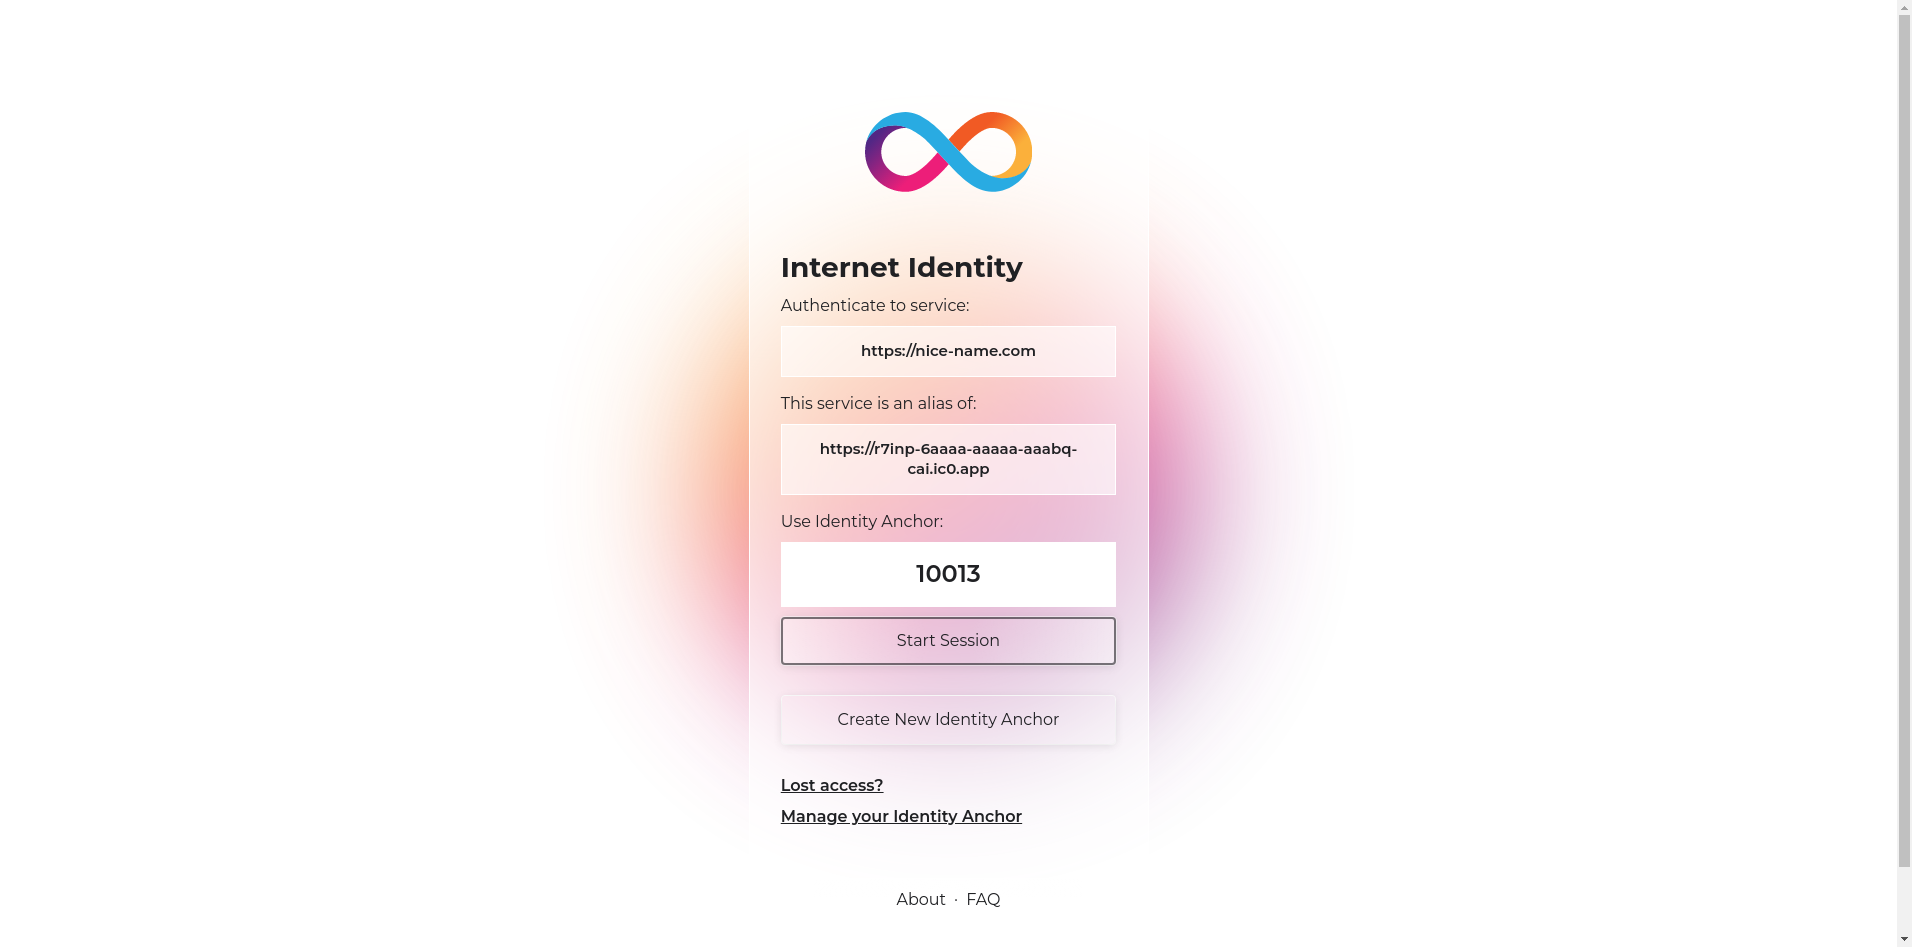 Internet Identity
Authenticate to service:
https://nice-name.com
This service is an alias of:
https://r7inp-6aaaa-aaaaa-aaabq-
cai.ic0.app
Use Identity Anchor:
10013
Start Session
Create New Identity Anchor
Lost access?
Manage your Identity Anchor
About · FAQ